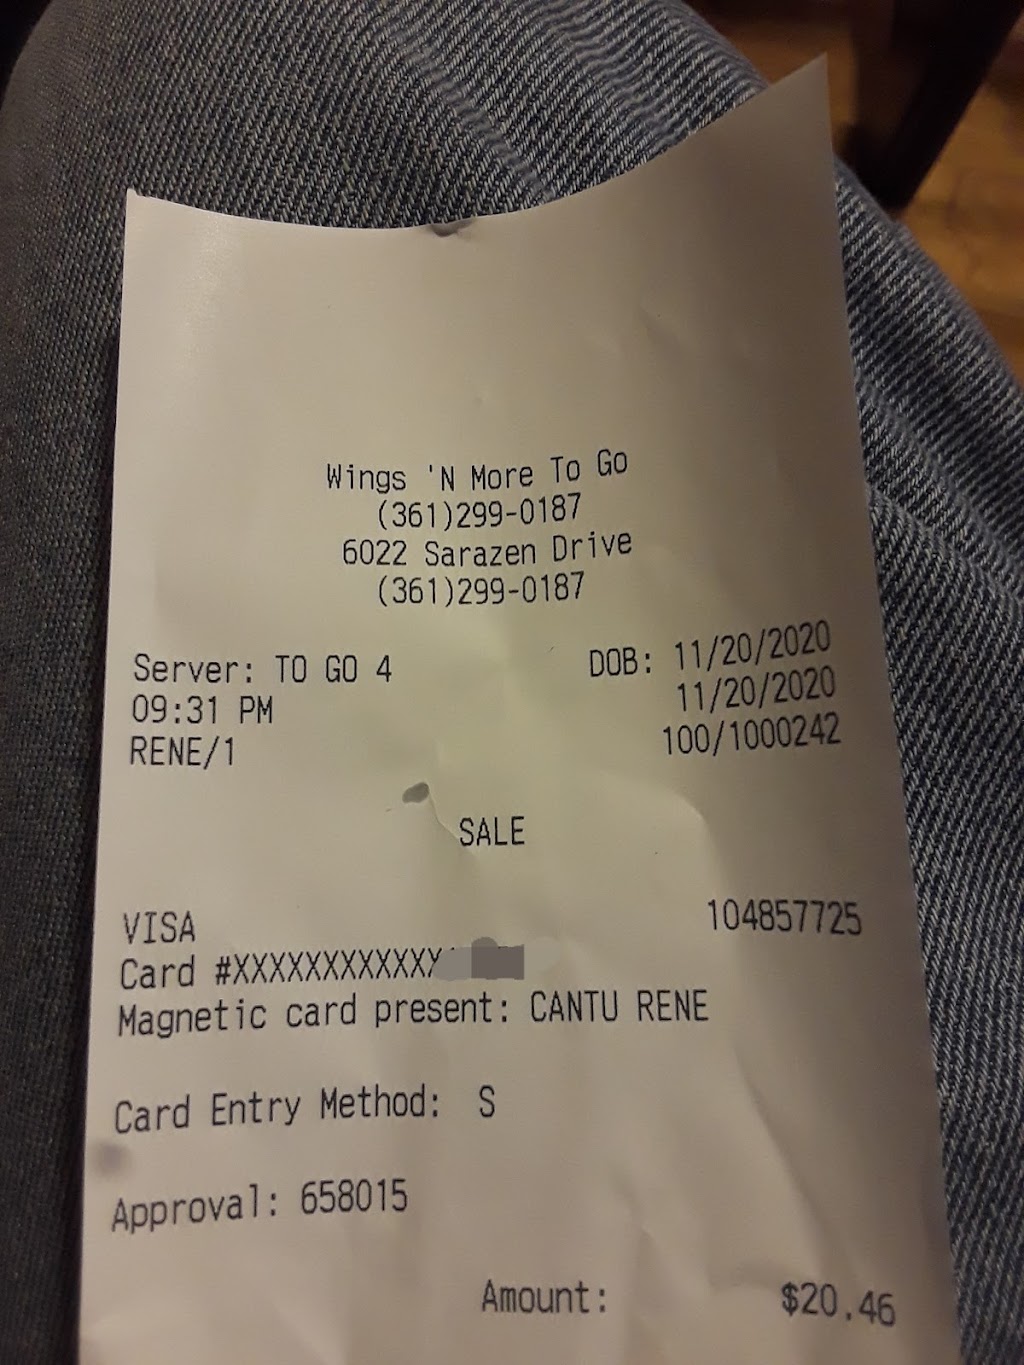 Wings 'N More To Go
(361)299-0187
6022 Sarazen Drive
(361)299-0187
Server: TO GO 4 DOB: 11/20/2020
09:31 PM 11/20/2020
RENE/1 100/1000242
SALE
VISA 104857725
Card #XXXXXXXXXXXX
Magnetic card present: CANTU RENE
Card Entry Method: S
Approval: 658015
Amount: $20.46